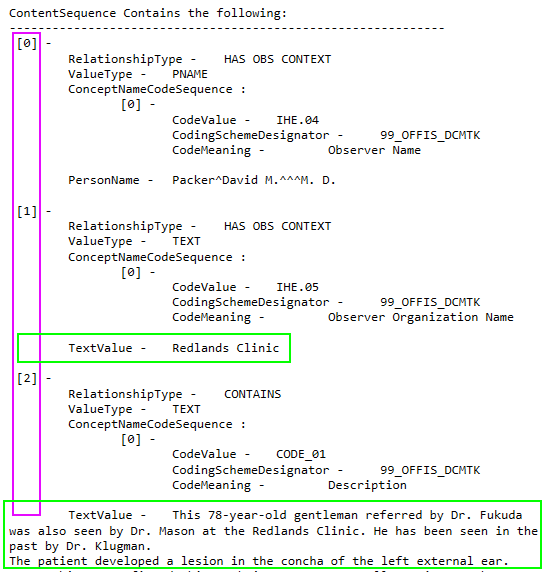 ContentSequence Contains the following:
--------------------------------------------------------------
[0] -
RelationshipType - HAS OBS CONTEXT
ValueType - PNAME
ConceptNameCodeSequence :
[0] -
CodeValue - IHE.04
CodingSchemeDesignator - 99_OFFIS_DCMTK
CodeMeaning - Observer Name
PersonName - Packer^David M.^^^M. D.
[1] -
RelationshipType - HAS OBS CONTEXT
ValueType - TEXT
ConceptNameCodeSequence :
[0] -
CodeValue - IHE.05
CodingSchemeDesignator - 99_OFFIS_DCMTK
CodeMeaning - Observer Organization Name
TextValue - Redlands Clinic
[2] -
RelationshipType - CONTAINS
ValueType - TEXT
ConceptNameCodeSequence :
[0] -
CodeValue - CODE_01
CodingSchemeDesignator - 99_OFFIS_DCMTK
CodeMeaning - Description
TextValue - This 78-year-old gentleman referred by Dr. Fukuda
was also seen by Dr. Mason at the Redlands Clinic. He has been seen in the
past by Dr. Klugman.
The patient developed a lesion in the concha of the left external ear.